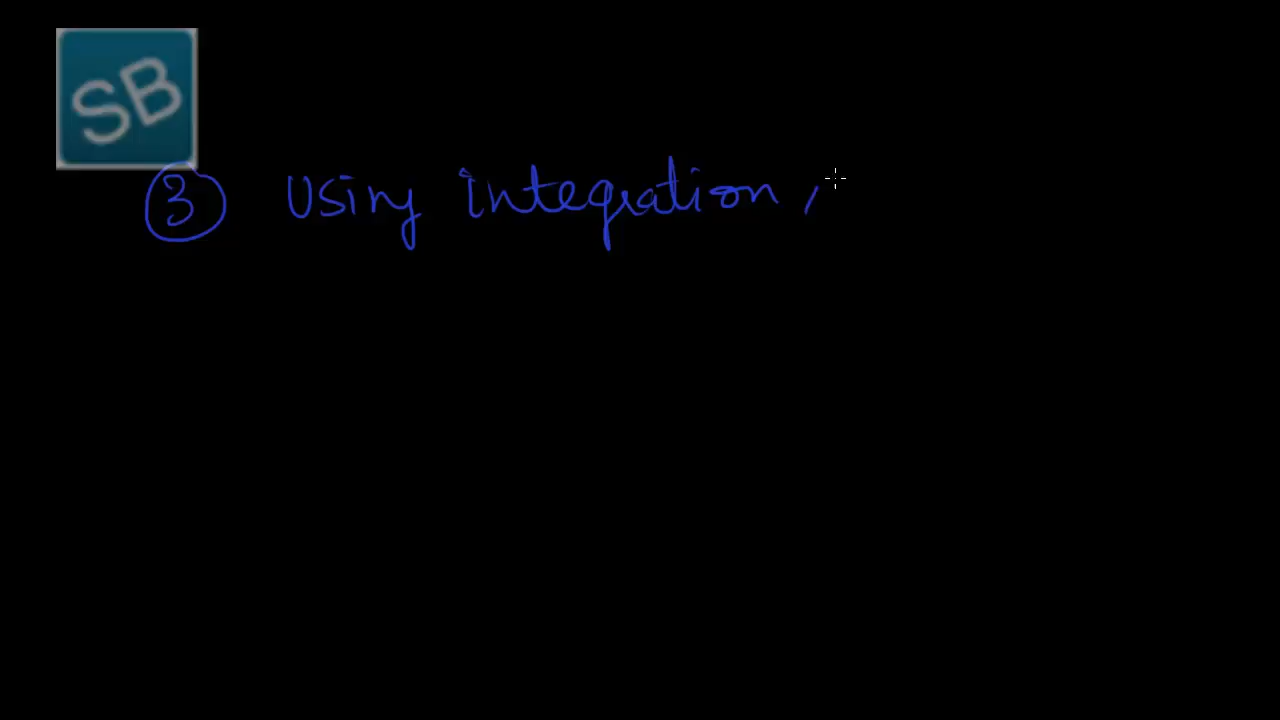 SB
③ Using integration,